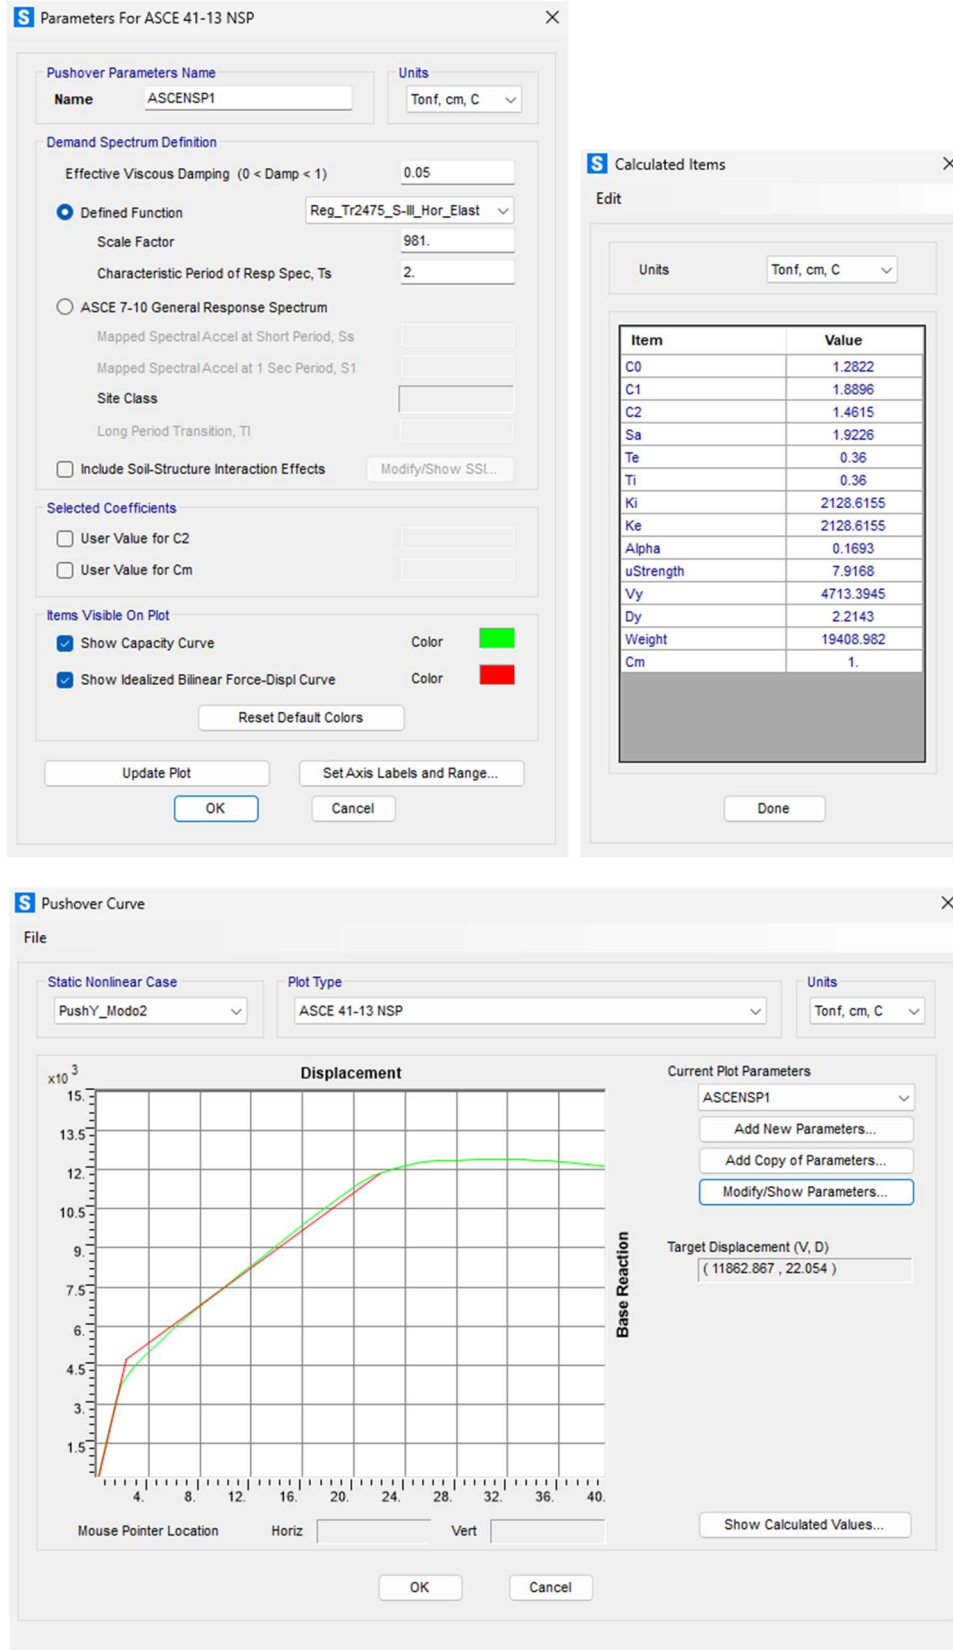 S Parameters For ASCE 41-13 NSP
Pushover Parameters Name
Name ASCENSP1
Units
Tonf, cm, C
Demand Spectrum Definition
Effective Viscous Damping (0 < Damp < 1) 0.05
Defined Function Reg_Tr2475_S-III_Hor_Elast
Scale Factor 981.
Characteristic Period of Resp Spec, Ts 2.
ASCE 7-10 General Response Spectrum
Mapped Spectral Accel at Short Period, Ss
Mapped Spectral Accel at 1 Sec Period, S1
Site Class
Long Period Transition, Tl
Include Soil-Structure Interaction Effects Modify/Show SSI...
Selected Coefficients
User Value for C2
User Value for Cm
Items Visible On Plot
Show Capacity Curve Color
Show Idealized Bilinear Force-Displ Curve Color
Reset Default Colors
Update Plot Set Axis Labels and Range...
OK Cancel
S Calculated Items
Edit
Units Tonf, cm, C
Item Value
C0 1.2822
C1 1.8896
C2 1.4615
Sa 1.9226
Te 0.36
Ti 0.36
Ki 2128.6155
Ke 2128.6155
Alpha 0.1693
uStrength 7.9168
Vy 4713.3945
Dy 2.2143
Weight 19408.982
Cm 1.
Done
S Pushover Curve
File
Static Nonlinear Case
PushY_Modo2
Plot Type
ASCE 41-13 NSP
Units
Tonf, cm, C
x10 3
Displacement
15.
13.5
12.
10.5
9.
7.5
6.
4.5
3.
1.5
4. 8. 12. 16. 20. 24. 28. 32. 36. 40.
Base Reaction
Mouse Pointer Location Horiz Vert
Current Plot Parameters
ASCENSP1
Add New Parameters...
Add Copy of Parameters...
Modify/Show Parameters...
Target Displacement (V, D)
( 11862.867 , 22.054 )
Show Calculated Values...
OK Cancel